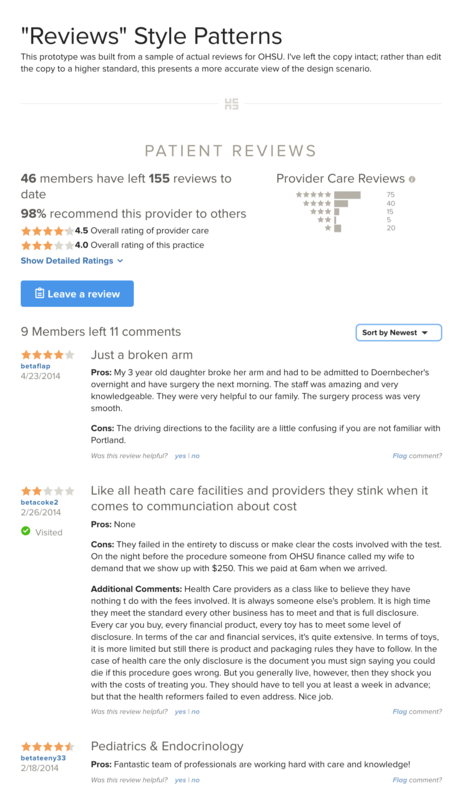 "Reviews" Style Patterns
This prototype was built from a sample of actual reviews for OHSU. I've left the copy intact; rather than edit
the copy to a higher standard, this presents a more accurate view of the design scenario.
PATIENT REVIEWS
46 members have left 155 reviews to
date
98% recommend this provider to others
4.5 Overall rating of provider care
4.0 Overall rating of this practice
Show Detailed Ratings
Leave a review
Provider Care Reviews
75
40
15
5
20
9 Members left 11 comments
Sort by Newest
betaflap
4/23/2014
Just a broken arm
Pros: My 3 year old daughter broke her arm and had to be admitted to Doernbecher's
overnight and have surgery the next morning. The staff was amazing and very
knowledgeable. They were very helpful to our family. The surgery process was very
smooth.
Cons: The driving directions to the facility are a little confusing if you are not familiar with
Portland.
Was this review helpful? yes | no
Flag comment?
betacoke2
2/26/2014
Visited
Like all heath care facilities and providers they stink when it
comes to communciation about cost
Pros: None
Cons: They failed in the entirety to discuss or make clear the costs involved with the test.
On the night before the procedure someone from OHSU finance called my wife to
demand that we show up with $250. This we paid at 6am when we arrived.
Additional Comments: Health Care providers as a class like to believe they have
nothing t do with the fees involved. It is always someone else's problem. It is high time
they meet the standard every other business has to meet and that is full disclosure.
Every car you buy, every financial product, every toy has to meet some level of
disclosure. In terms of the car and financial services, it's quite extensive. In terms of toys,
it is more limited but still there is product and packaging rules they have to follow. In the
case of health care the only disclosure is the document you must sign saying you could
die if this procedure goes wrong. But you generally live, however, then they shock you
with the costs of treating you. They should have to tell you at least a week in advance;
but that the health reformers failed to even address. Nice job.
Was this review helpful? yes | no
Flag comment?
betateeny33
2/18/2014
Pediatrics & Endocrinology
Pros: Fantastic team of professionals are working hard with care and knowledge!
Was this review helpful? yes | no
Flag comment?